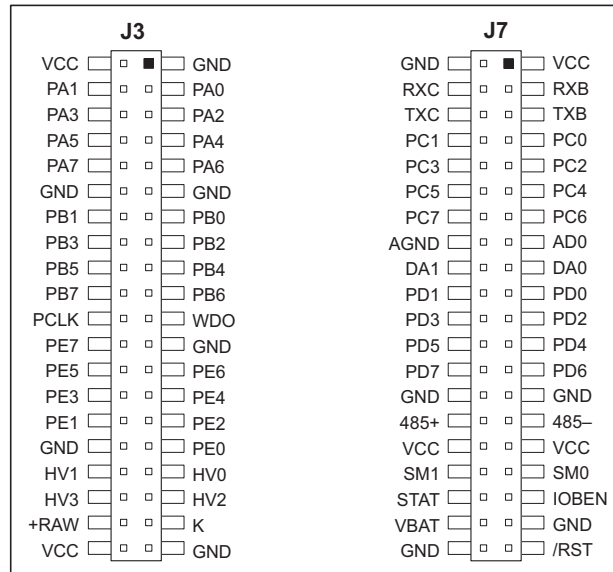 J3 J7
VCC GND GND VCC
PA1 PA0 RXC RXB
PA3 PA2 TXC TXB
PA5 PA4 PC1 PC0
PA7 PA6 PC3 PC2
GND GND PC5 PC4
PB1 PB0 PC7 PC6
PB3 PB2 AGND AD0
PB5 PB4 DA1 DA0
PB7 PB6 PD1 PD0
PCLK WDO PD3 PD2
PE7 GND PD5 PD4
PE5 PE6 PD7 PD6
PE3 PE4 GND GND
PE1 PE2 485+ 485–
GND PE0 VCC VCC
HV1 HV0 SM1 SM0
HV3 HV2 STAT IOBEN
+RAW K VBAT GND
VCC GND GND /RST